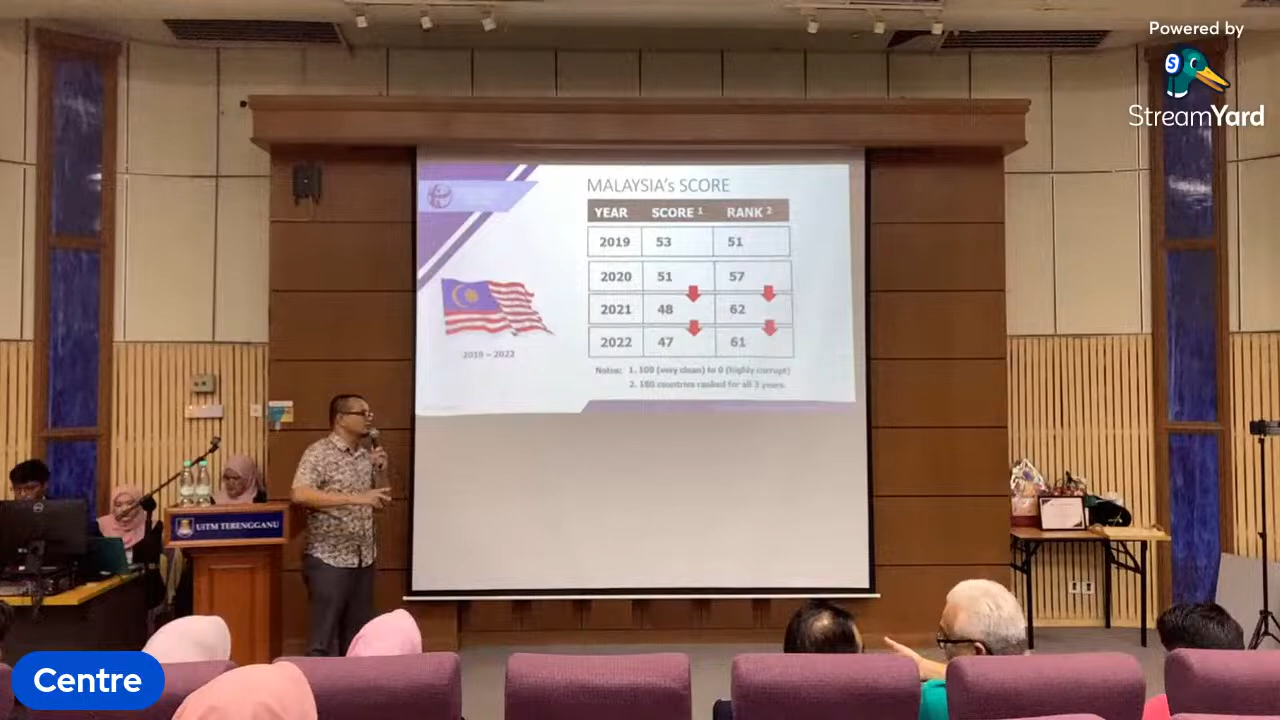 Powered by
StreamYard
MALAYSIA's SCORE
YEAR SCORE 1 RANK 2
2019 53 51
2020 51 57
2021 48 62
2022 47 61
2019 – 2022
Notes: 1. 100 (very clean) to 0 (highly corrupt)
2. 180 countries ranked for all 3 years.
UiTM TERENGGANU
Centre